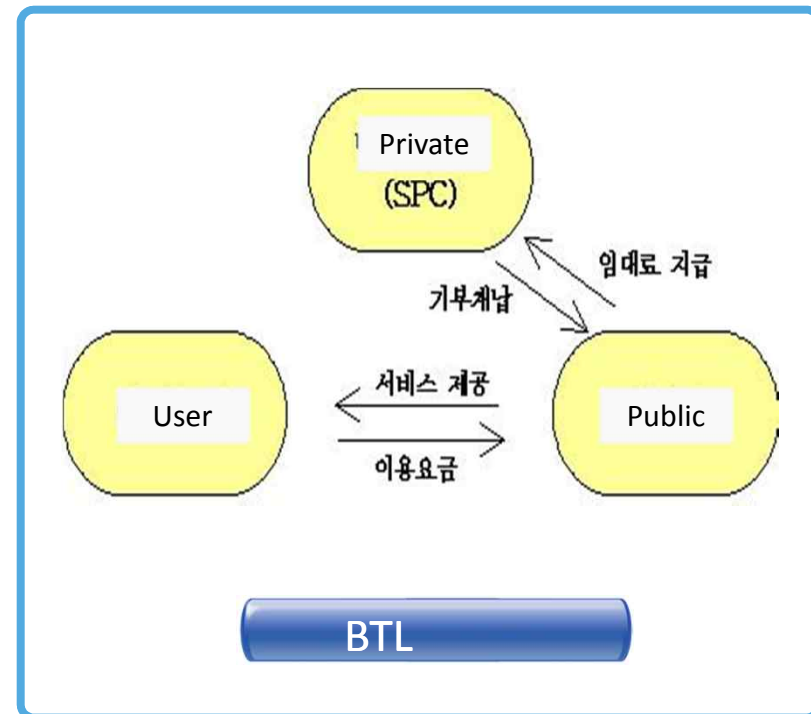 Private
(SPC)
임대료 지급
기부채납
서비스 제공
User
Public
이용요금
BTL